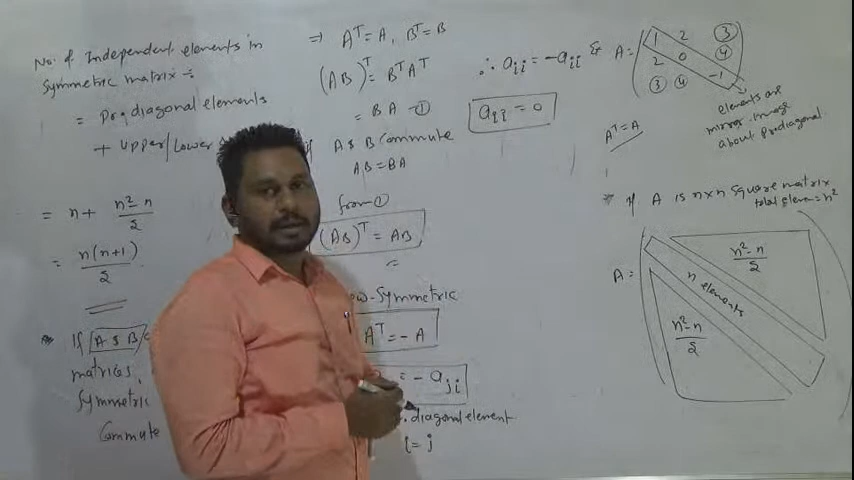 No. of Independent elements in
Symmetric matrix ÷
= Pr. diagonal elements
+ Upper/Lower
= n + n² - n / 2
= n(n+1) / 2
* If A & B
matrices,
Symmetric
Commute
⇒ Aᵀ = A, Bᵀ = B
(AB)ᵀ = BᵀAᵀ
= BA —①
if A & B Commute
AB = BA
from ①
(AB)ᵀ = AB
=
ow-Symmetric
Aᵀ = - A
= - aji
diagonal element
i = j
∴ aii = - aii &
aii = 0
A = 1 2 3
2 0 4
3 4 -1
elements are
mirror image
about pr diagonal
Aᵀ = A
* If A is n×n Square matrix
total elem = n²
A =
n² - n / 2
n elements
n² - n / 2